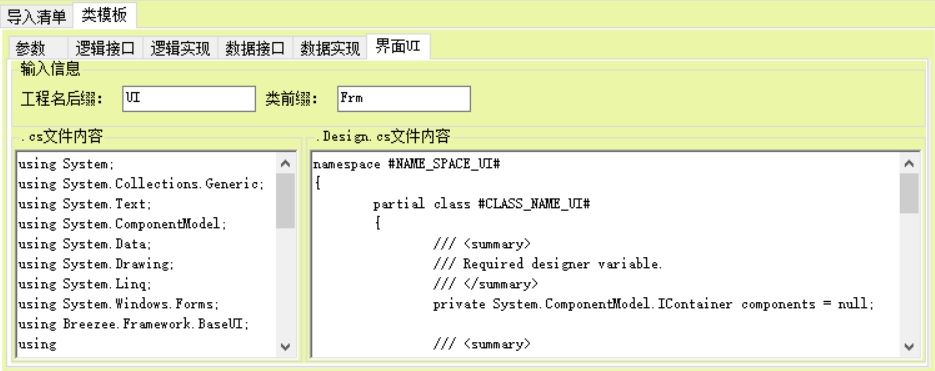 导入清单 类模板
参数 逻辑接口 逻辑实现 数据接口 数据实现 界面UI
输入信息
工程名后缀： UI 类前缀： Frm
.cs文件内容
using System;
using System.Collections.Generic;
using System.Text;
using System.ComponentModel;
using System.Data;
using System.Drawing;
using System.Linq;
using System.Windows.Forms;
using Breezee.Framework.BaseUI;
using
.Design.cs文件内容
namespace #NAME_SPACE_UI#
{
partial class #CLASS_NAME_UI#
{
/// <summary>
/// Required designer variable.
/// </summary>
private System.ComponentModel.IContainer components = null;
/// <summary>